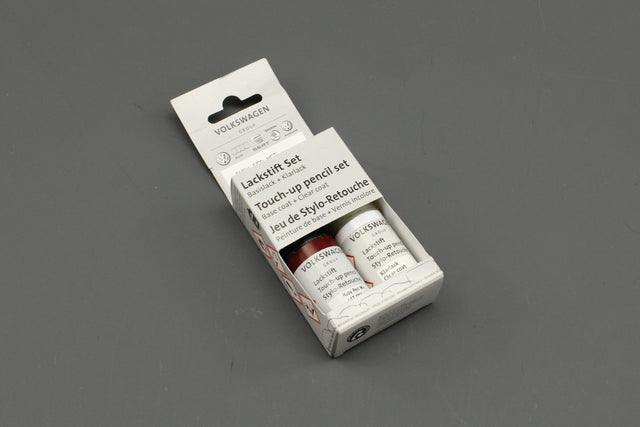 VOLKSWAGEN
GROUP
Lackstift Set
Basislack + Klarlack
Touch-up pencil set
Base coat + Clear coat
Jeu de Stylo-Retouche
Peinture de base + Vernis incolore
VOLKSWAGEN
GROUP
Lackstift
Touch-up pencil
Stylo-Retouche
VOLKSWAGEN
GROUP
Lackstift
Touch-up pencil
Stylo-Retouche
Klarlack
Clear coat